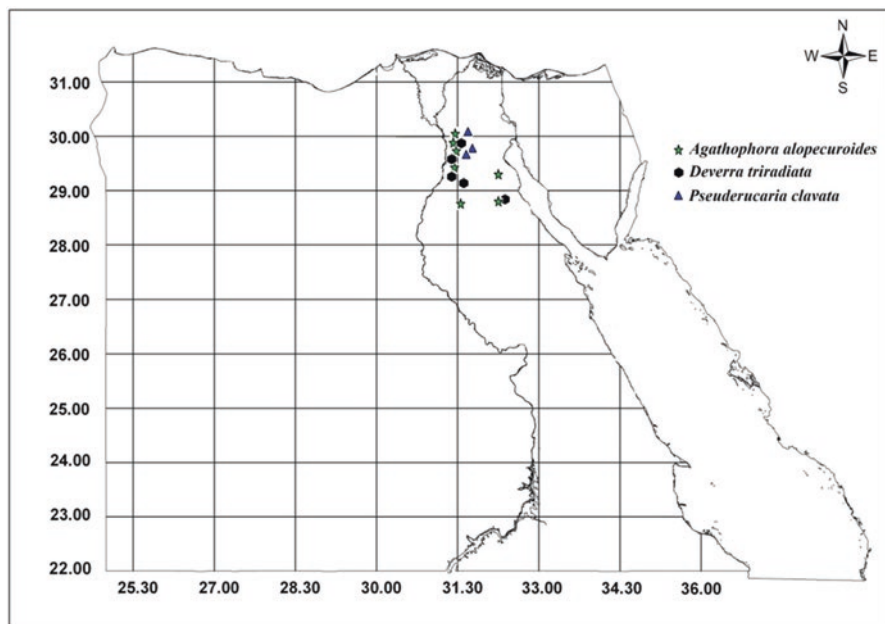 N
W E
S
31.00
30.00
29.00
28.00
27.00
26.00
25.00
24.00
23.00
22.00
Agathophora alopecuroides
Deverra triradiata
Pseuderucaria clavata
25.30 27.00 28.30 30.00 31.30 33.00 34.30 36.00